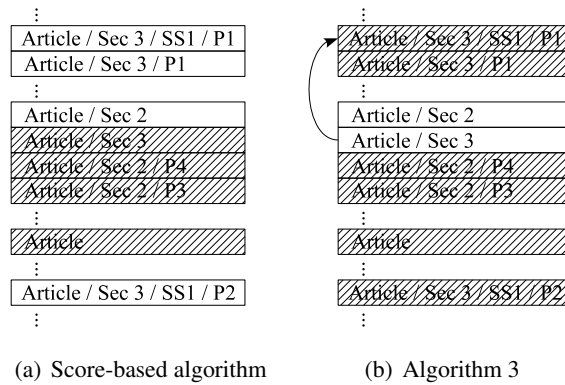 Article / Sec 3 / SS1 / P1
Article / Sec 3 / P1
Article / Sec 2
Article / Sec 3
Article / Sec 2 / P4
Article / Sec 2 / P3
Article
Article / Sec 3 / SS1 / P2
(a) Score-based algorithm
Article / Sec 3 / SS1 / P1
Article / Sec 3 / P1
Article / Sec 2
Article / Sec 3
Article / Sec 2 / P4
Article / Sec 2 / P3
Article
Article / Sec 3 / SS1 / P2
(b) Algorithm 3